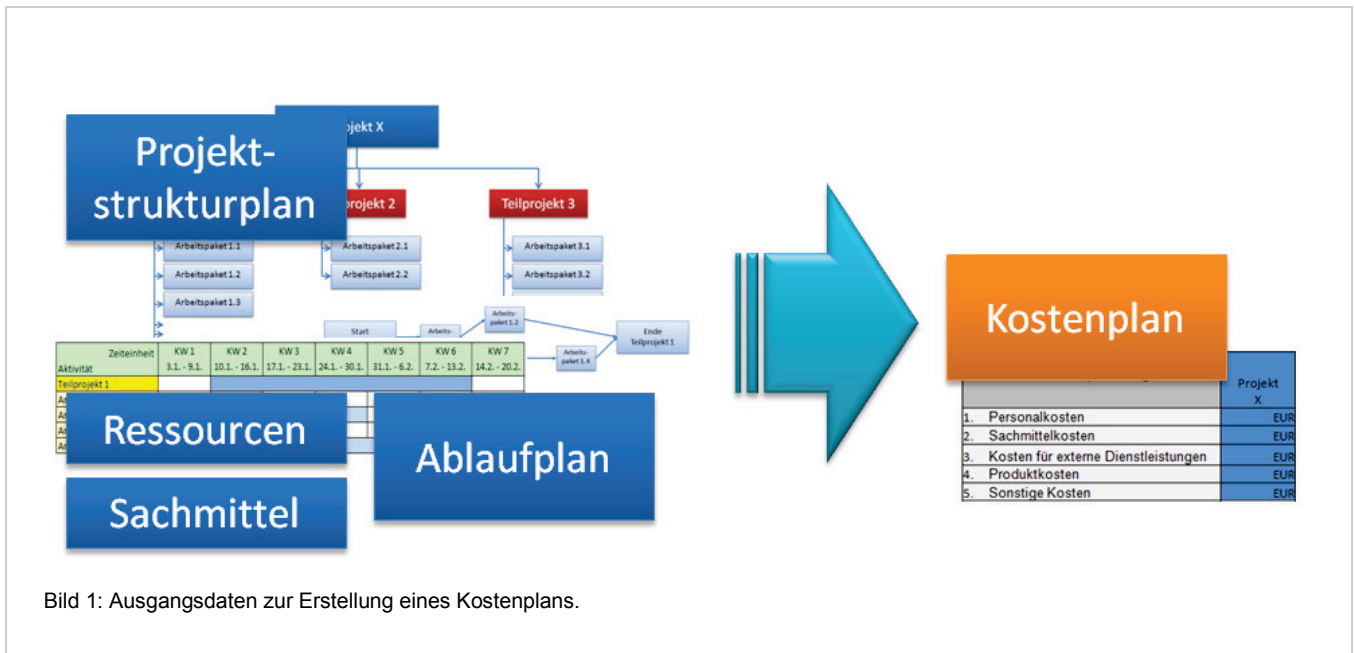 ojekt X
Projekt-
strukturplan
rojekt 2
Teilprojekt 3
Arbeitspaket 1.1
Arbeitspaket 2.1
Arbeitspaket 3.1
Arbeitspaket 1.2
Arbeitspaket 2.2
Arbeitspaket 3.2
Arbeitspaket 1.3
Start
Arbeits-
Arbeits-
paket 1.2
Ende
Teilprojekt 1
Arbeits-
paket 1.4
Zeiteinheit
Aktivität
KW 1 KW 2 KW 3 KW 4 KW 5 KW 6 KW 7
3.1. - 9.1. 10.1. - 16.1. 17.1. - 23.1. 24.1. - 30.1. 31.1. - 6.2. 7.2. - 13.2. 14.2. - 20.2.
Teilprojekt 1
Ressourcen
Ablaufplan
Sachmittel
Kostenplan
Projekt
X
1. Personalkosten EUR
2. Sachmittelkosten EUR
3. Kosten für externe Dienstleistungen EUR
4. Produktkosten EUR
5. Sonstige Kosten EUR
Bild 1: Ausgangsdaten zur Erstellung eines Kostenplans.